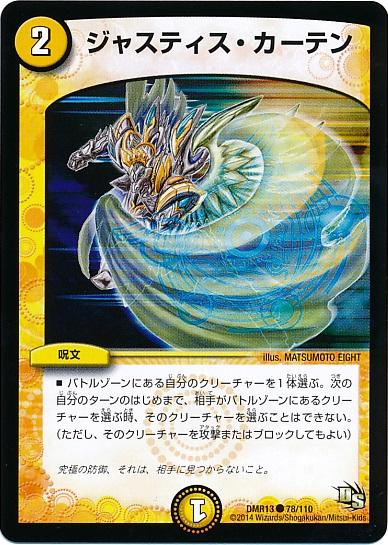 2
ジャスティス・カーテン
呪文
illus. MATSUMOTO EIGHT
■ バトルゾーンにある自分のクリーチャーを1体選ぶ。次の
自分のターンのはじめまで、相手がバトルゾーンにあるクリー
チャーを選ぶ時、そのクリーチャーを選ぶことはできない。
(ただし、そのクリーチャーを攻撃またはブロックしてもよい)
究極の防御、それは、相手に見つからないこと。
1
DMR13 ● 78/110
©2014 Wizards/Shogakukan/Mitsui-Kids
DS